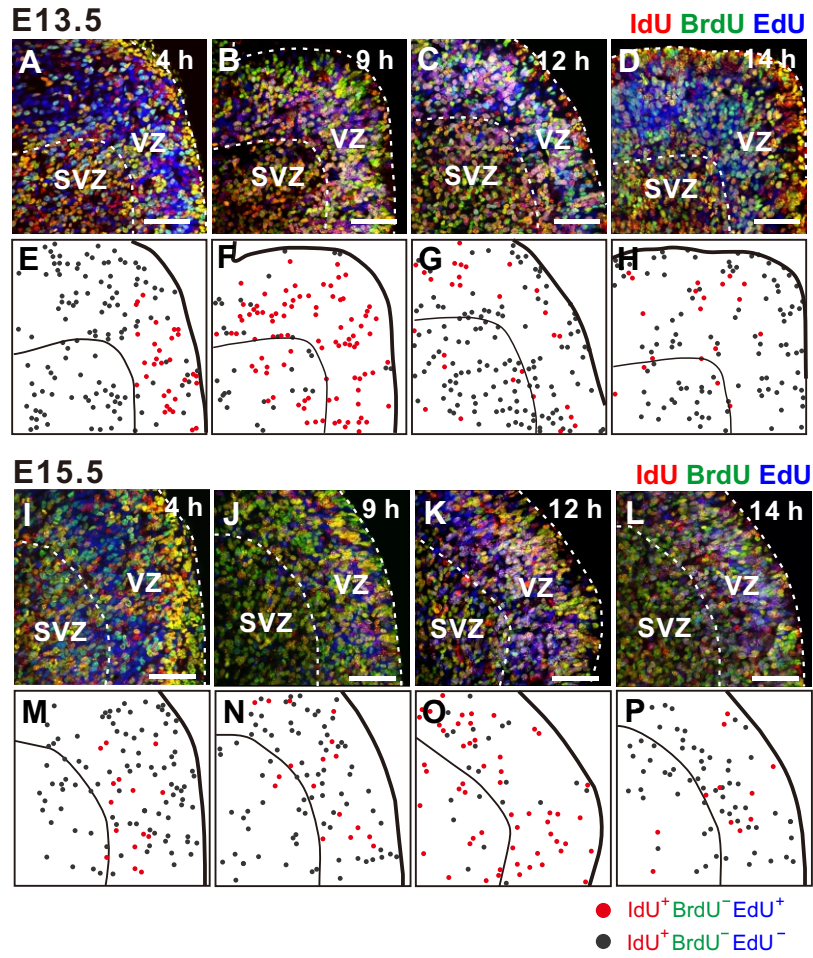 E13.5 IdU BrdU EdU
A 4 h B 9 h C 12 h D 14 h
VZ VZ VZ VZ
SVZ SVZ SVZ SVZ
E F G H
E15.5 IdU BrdU EdU
I 4 h J 9 h K 12 h L 14 h
VZ VZ VZ VZ
SVZ SVZ SVZ SVZ
M N O P
IdU⁺BrdU⁻EdU⁺
IdU⁺BrdU⁻EdU⁻